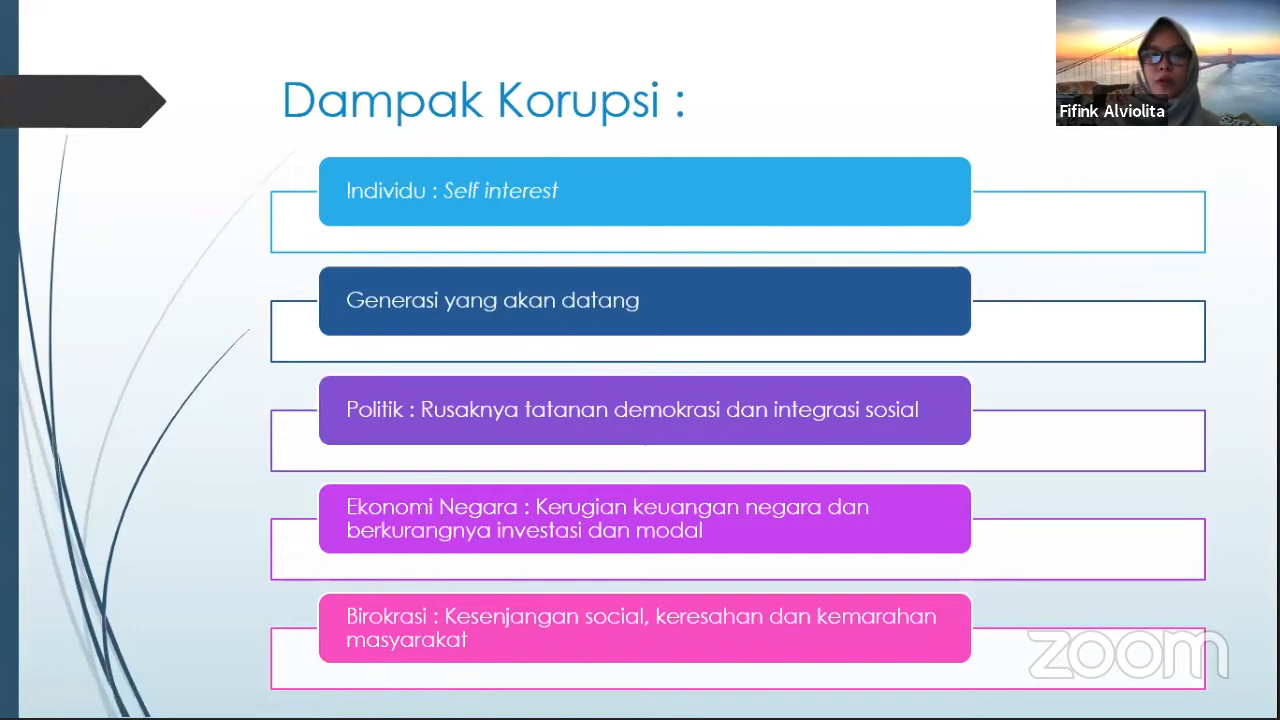 Dampak Korupsi :
Fifink Alviolita
Individu : Self interest
Generasi yang akan datang
Politik : Rusaknya tatanan demokrasi dan integrasi sosial
Ekonomi Negara : Kerugian keuangan negara dan
berkurangnya investasi dan modal
Birokrasi : Kesenjangan social, keresahan dan kemarahan
masyarakat
zoom